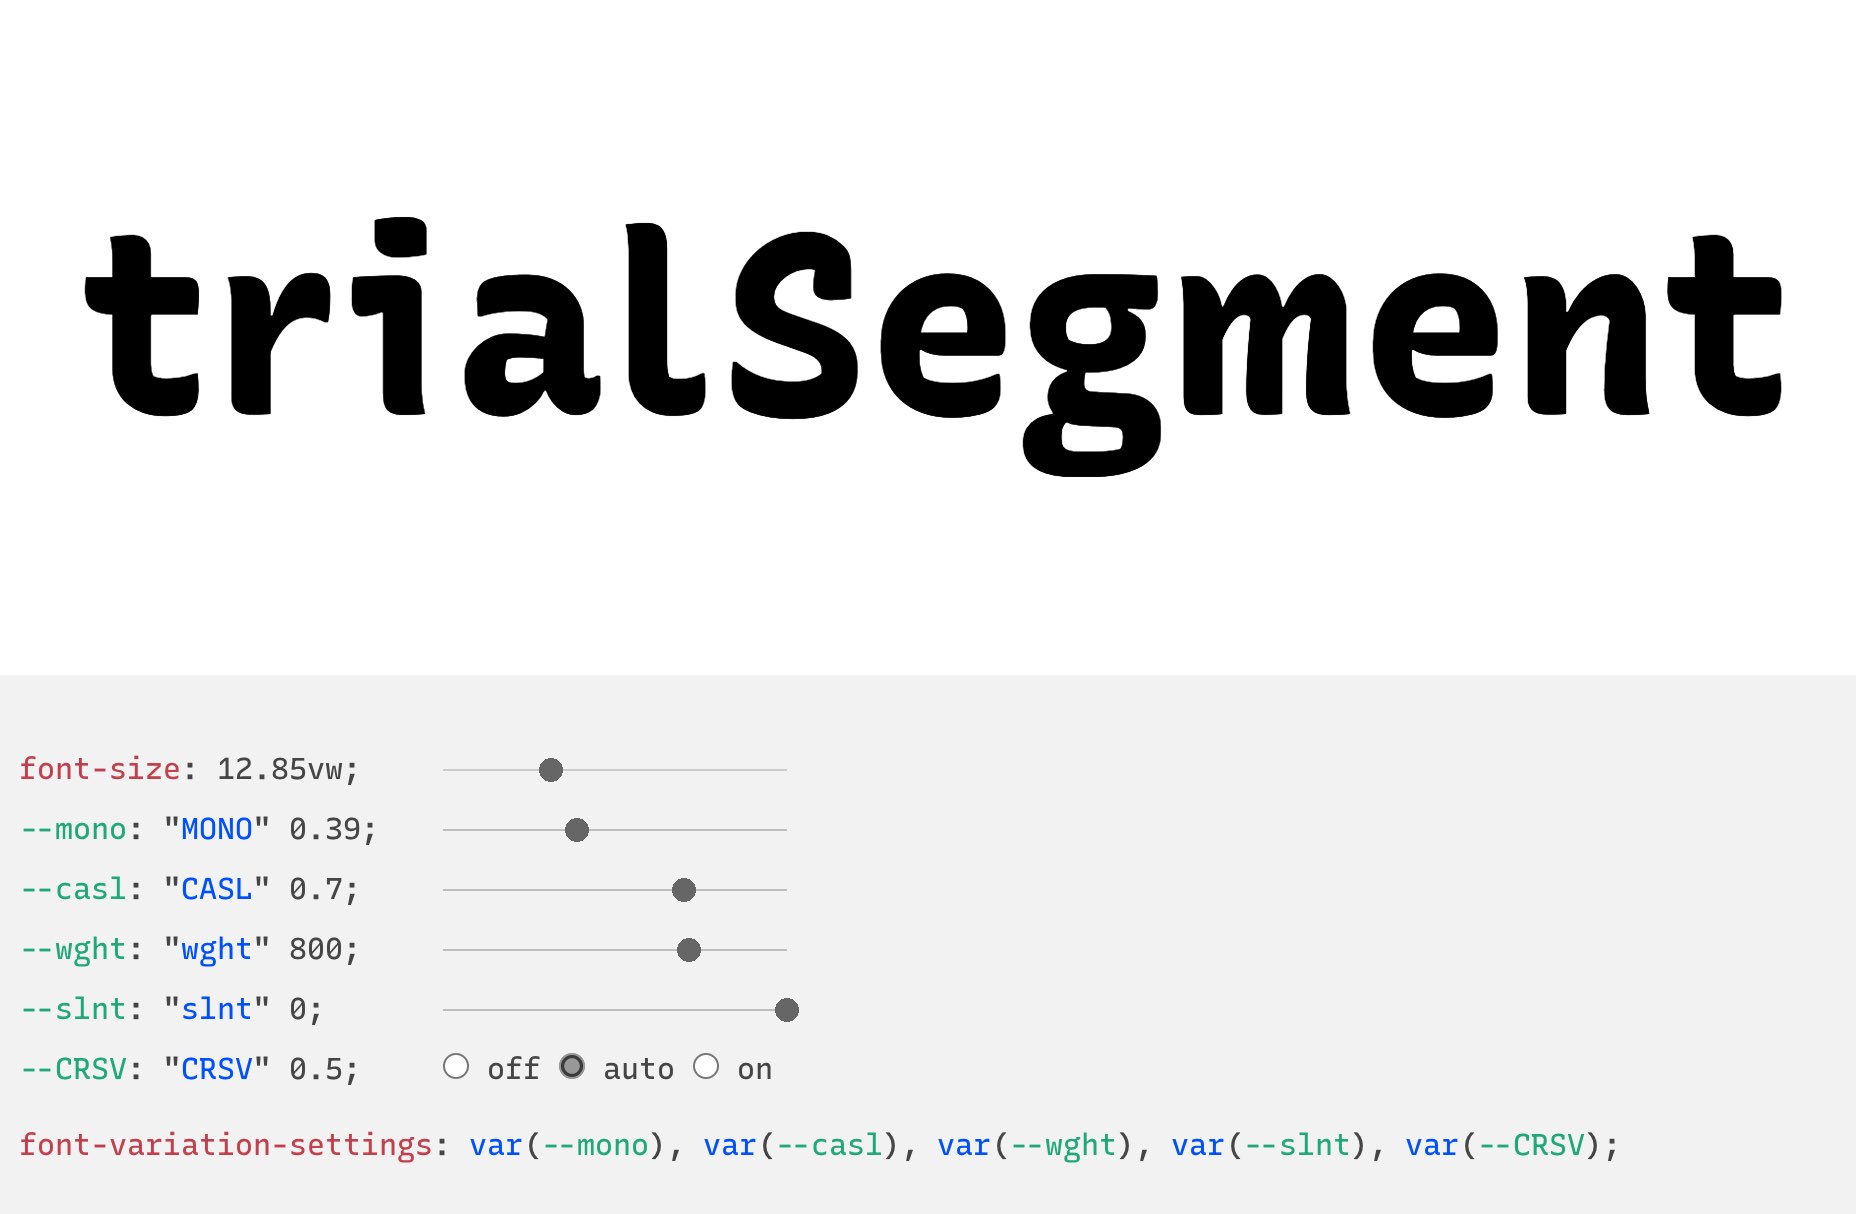 trialSegment
font-size: 12.85vw;
--mono: "MONO" 0.39;
--casl: "CASL" 0.7;
--wght: "wght" 800;
--slnt: "slnt" 0;
--CRSV: "CRSV" 0.5; off auto on
font-variation-settings: var(--mono), var(--casl), var(--wght), var(--slnt), var(--CRSV);